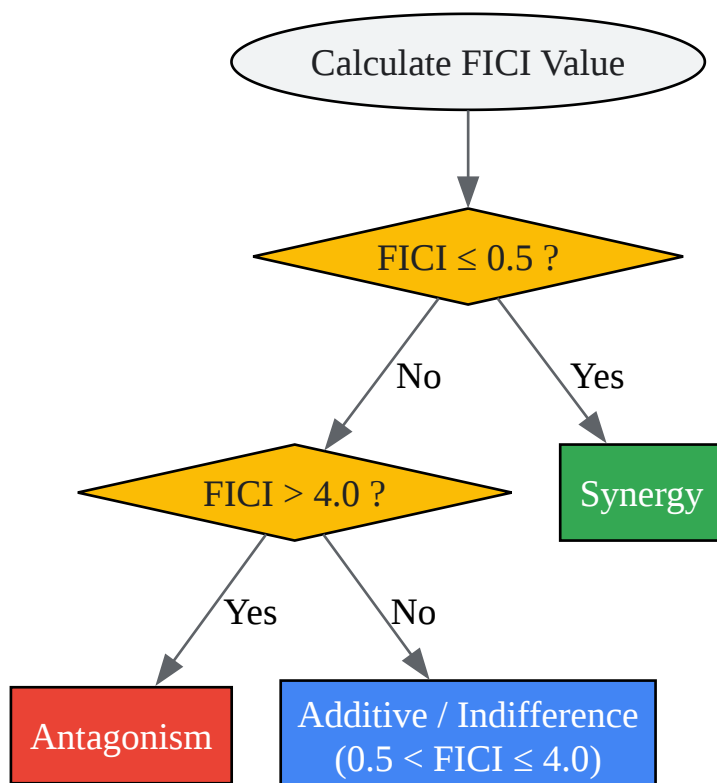 Calculate FICI Value
FICI ≤ 0.5 ?
No
Yes
FICI > 4.0 ?
Synergy
Yes
No
Antagonism
Additive / Indifference
(0.5 < FICI ≤ 4.0)